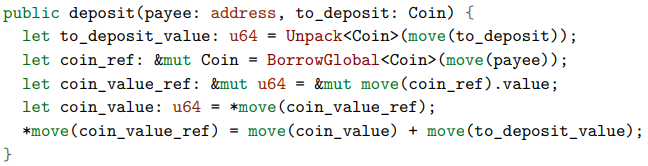 public deposit(payee: address, to_deposit: Coin) {
  let to_deposit_value: u64 = Unpack<Coin>(move(to_deposit));
  let coin_ref: &mut Coin = BorrowGlobal<Coin>(move(payee));
  let coin_value_ref: &mut u64 = &mut move(coin_ref).value;
  let coin_value: u64 = *move(coin_value_ref);
  *move(coin_value_ref) = move(coin_value) + move(to_deposit_value);
}